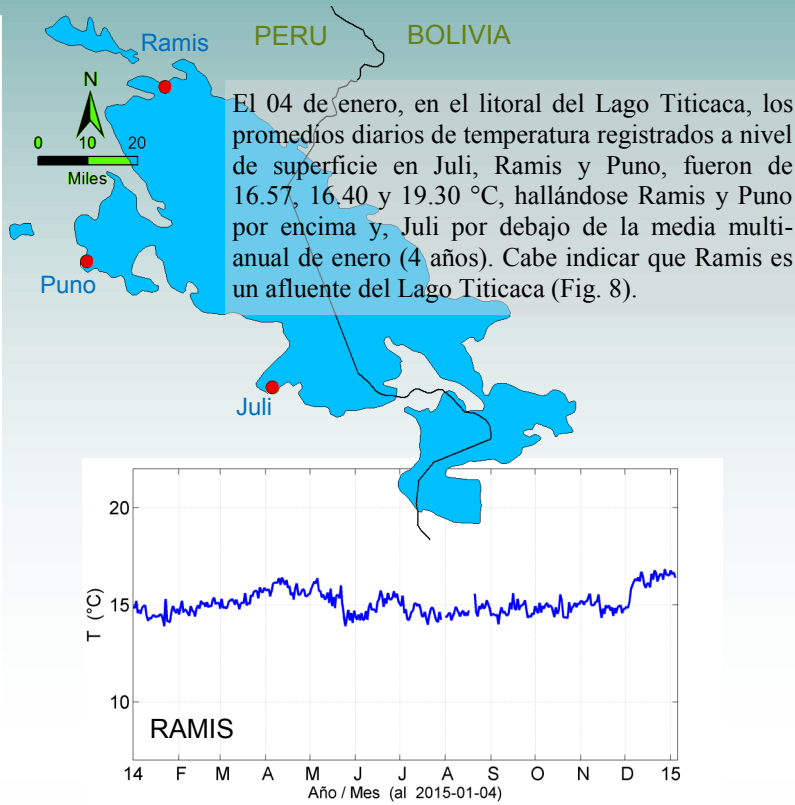 Ramis
PERU
BOLIVIA
N
0 10 20
Miles
El 04 de enero, en el litoral del Lago Titicaca, los
promedios diarios de temperatura registrados a nivel
de superficie en Juli, Ramis y Puno, fueron de
16.57, 16.40 y 19.30 °C, hallándose Ramis y Puno
por encima y, Juli por debajo de la media multi-
anual de enero (4 años). Cabe indicar que Ramis es
un afluente del Lago Titicaca (Fig. 8).
Puno
Juli
20
15
10
T (°C)
RAMIS
14 F M A M J J A S O N D 15
Año / Mes (al 2015-01-04)